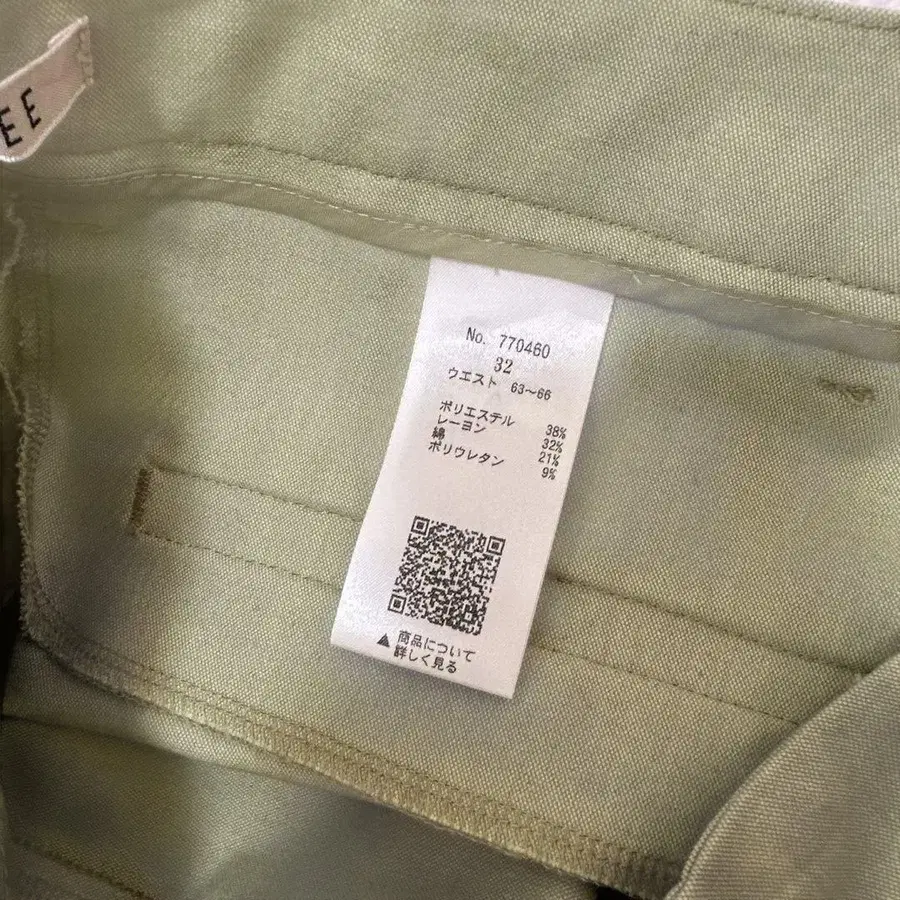 EE
No. 770460
32
ウエスト 63～66
ポリエステル 38%
レーヨン 32%
綿 21%
ポリウレタン 9%
▲ 商品について
詳しく見る